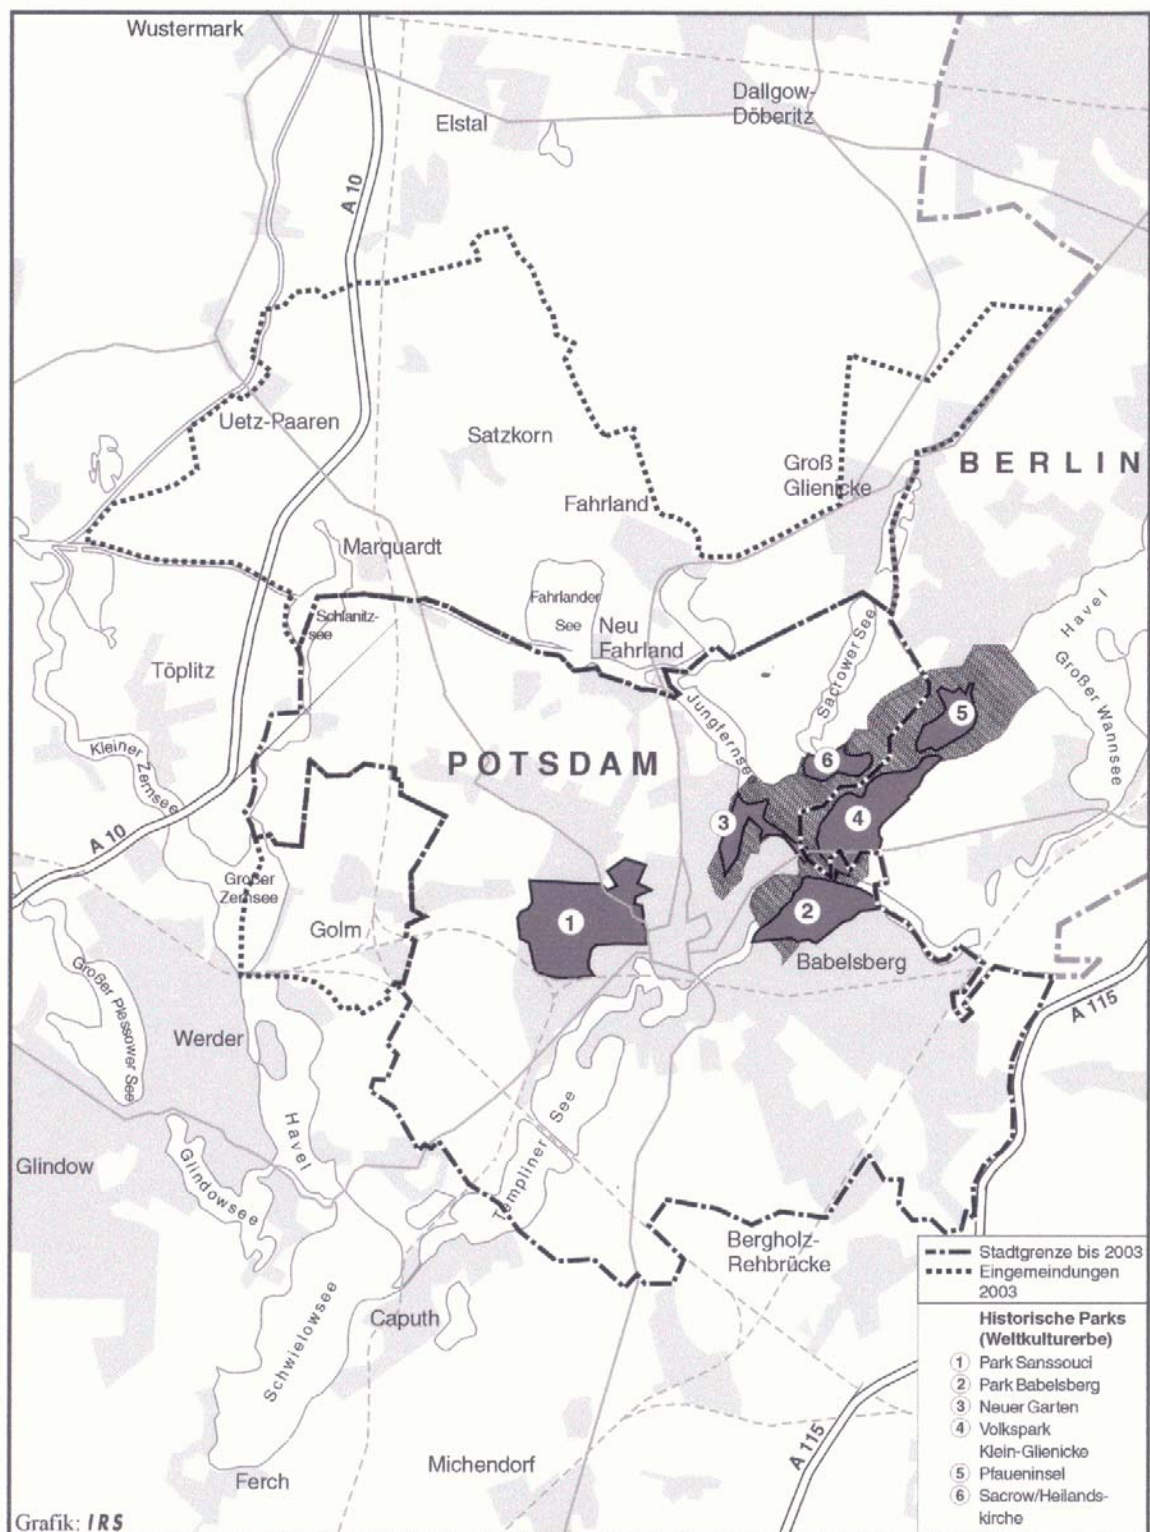 Wustermark
Dallgow-
Döberitz
Elstal
A 10
Uetz-Paaren
Satzkorn
Groß
Glienicke
BERLIN
Fahrland
Marquardt
Fahrlander
See
Schlanitz-
see
Neu
Fahrland
Havel
Töplitz
Sacrower See
Großer Wannsee
Jungfernsee
Kleiner
Zernsee
POTSDAM
5
6
3
4
A 10
Großer
Zernsee
Golm
1
2
Babelsberg
Großer Plessower See
A 115
Werder
Havel
Templiner See
Glindow
Glindowsee
Bergholz-
Rehbrücke
Schwielowsee
Caputh
A 115
Michendorf
Ferch
Stadtgrenze bis 2003
Eingemeindungen
2003
Historische Parks
(Weltkulturerbe)
1 Park Sanssouci
2 Park Babelsberg
3 Neuer Garten
4 Volkspark
Klein-Glienicke
5 Pfaueninsel
6 Sacrow/Heilands-
kirche
Grafik: IRS